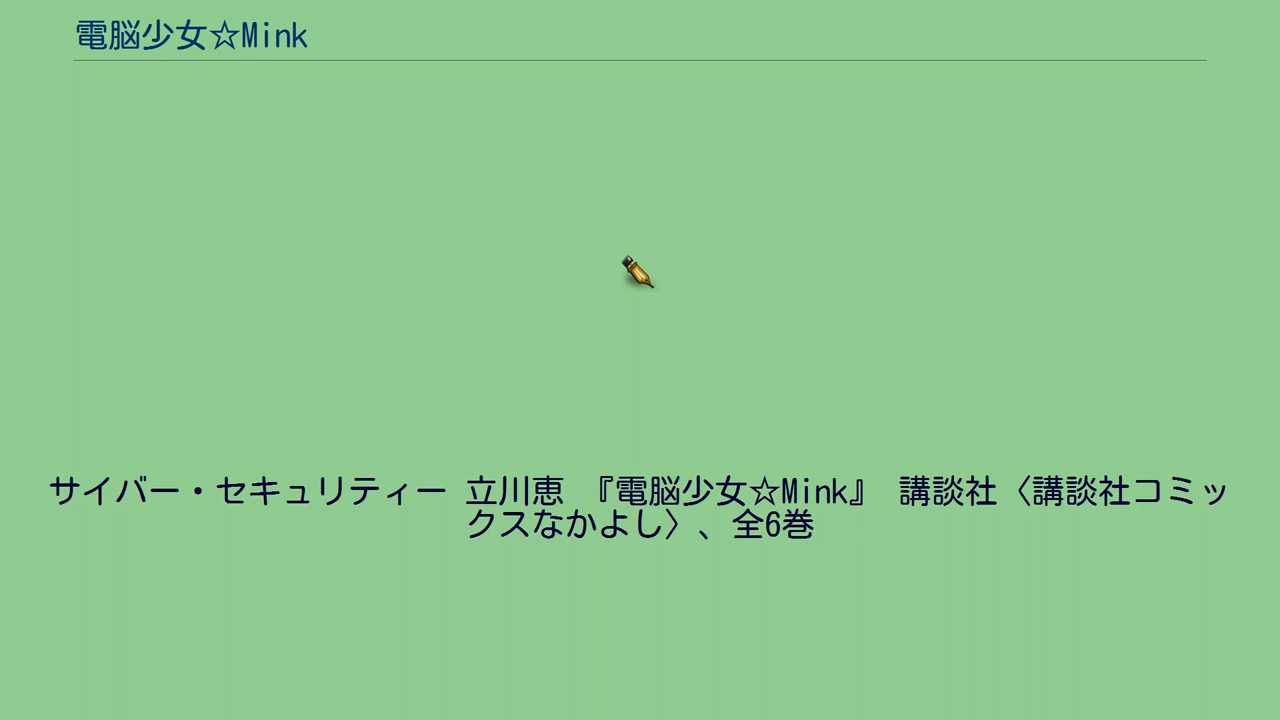 電脳少女☆Mink
サイバー・セキュリティー 立川恵 『電脳少女☆Mink』 講談社〈講談社コミッ
クスなかよし〉、全6巻